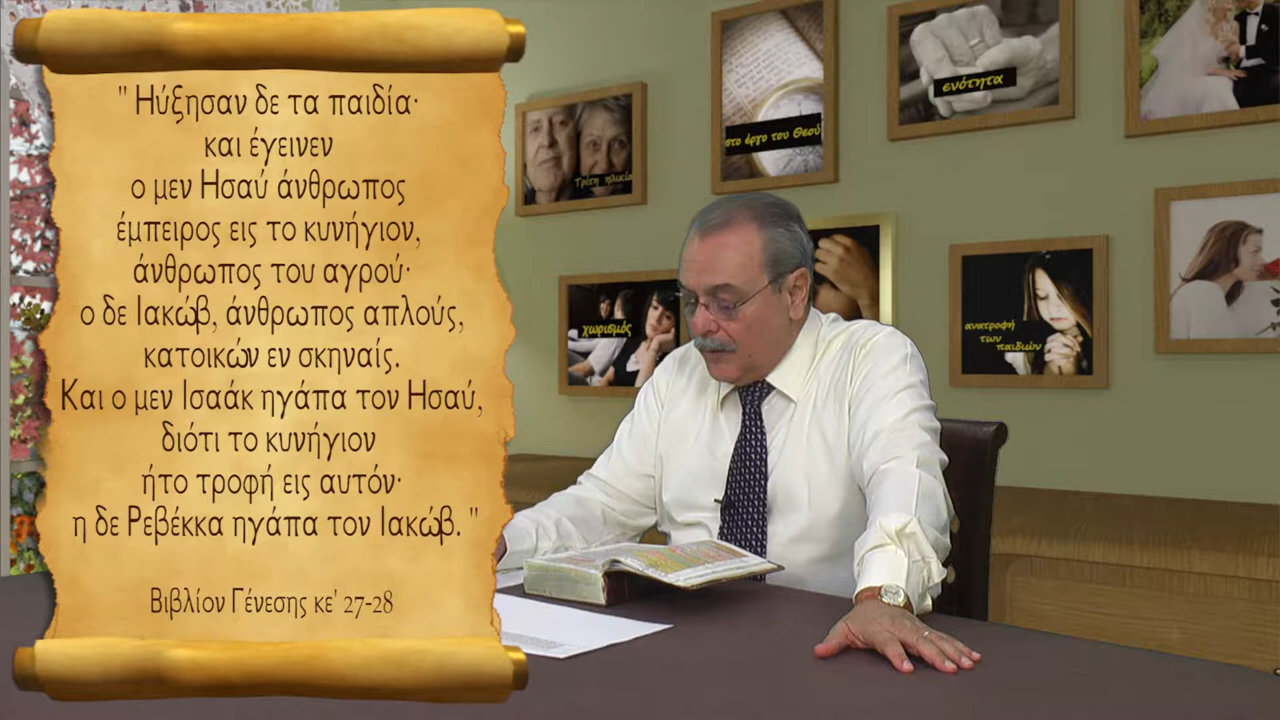 " Ηύξησαν δε τα παιδία·
και έγεινεν
ο μεν Ησαύ άνθρωπος
έμπειρος εις το κυνήγιον,
άνθρωπος του αγρού·
ο δε Ιακώβ, άνθρωπος απλούς,
κατοικών εν σκηναίς.
Και ο μεν Ισαάκ ηγάπα τον Ησαύ,
διότι το κυνήγιον
ήτο τροφή εις αυτόν·
η δε Ρεβέκκα ηγάπα τον Ιακώβ. "
Βιβλίον Γένεσης κε' 27-28
Τρίτη ηλικία
στο έργο του Θεού
ενότητα
χωρισμός
ανατροφή
των
παιδιών